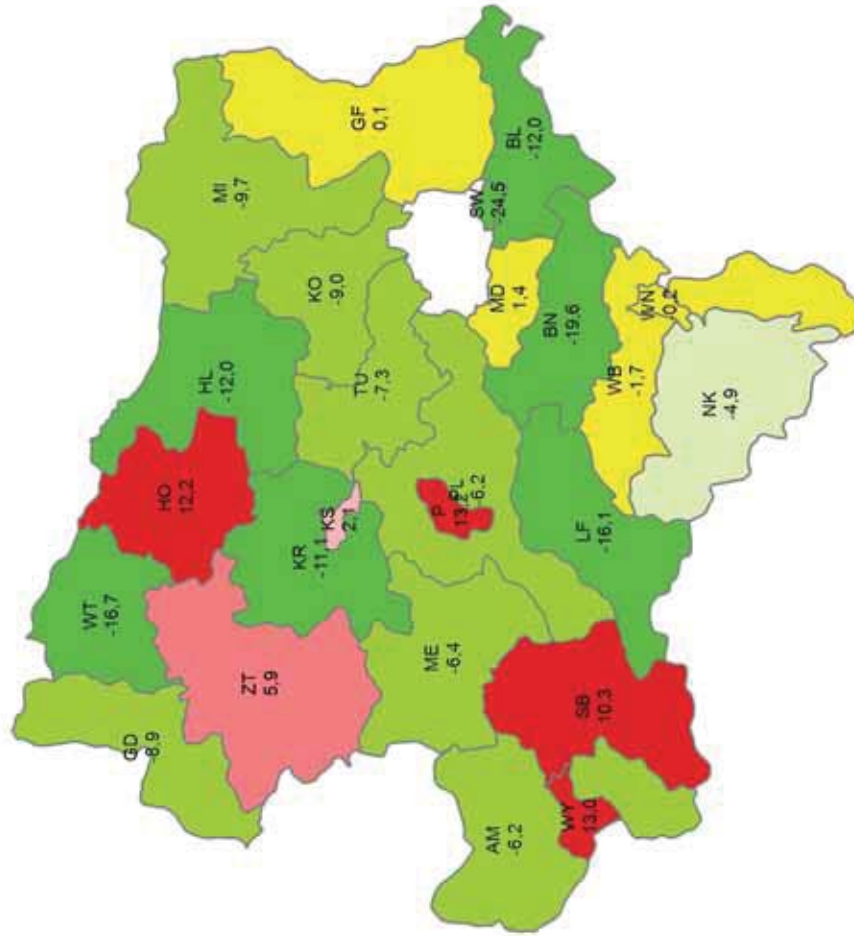 WT
-16,7
GD
-8,9
HO
12,2
HL
-12,0
MI
-9,7
ZT
5,9
KR
-11,1
KS
2,1
KO
-9,0
GF
0,1
TU
-7,3
ME
-6,4
P
13,2
PL
-6,2
SW
-24,5
AM
-6,2
MD
1,4
BL
-12,0
BN
-19,6
WY
13,0
SB
10,3
LF
-16,1
WB
-1,7
WN
NK
-4,9